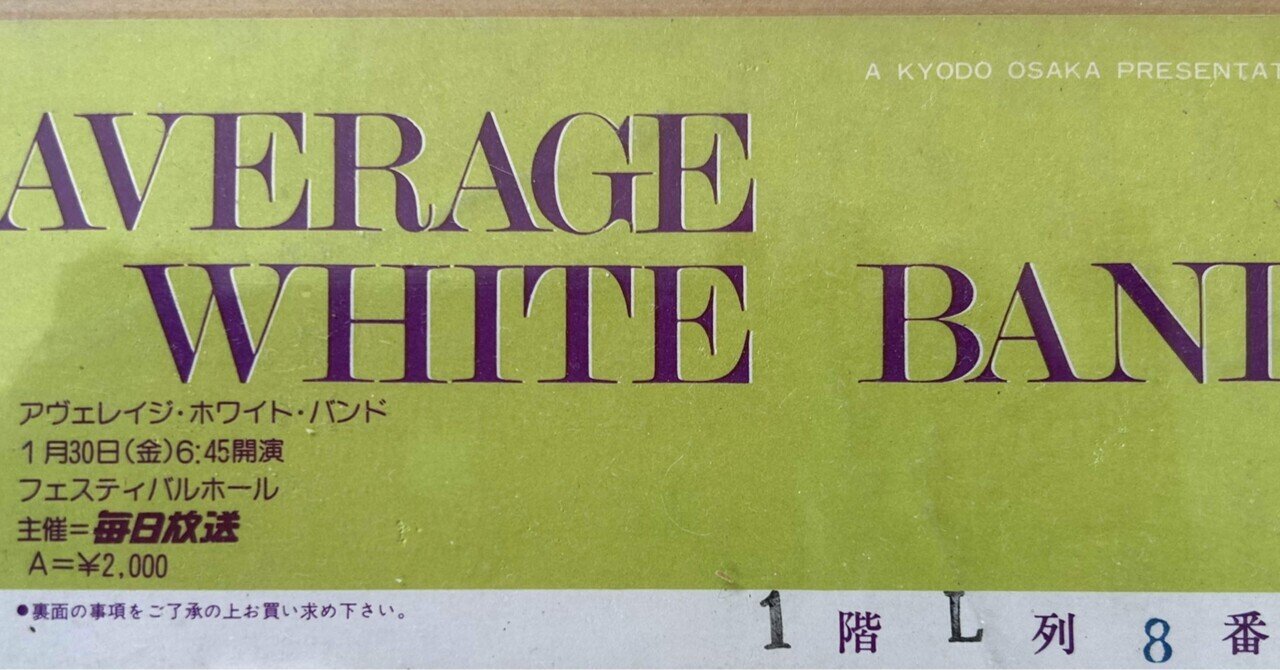 A KYODO OSAKA PRESENTAT
AVERAGE
WHITE BAND
アヴェレイジ・ホワイト・バンド
1月30日(金)6:45開演
フェスティバルホール
主催=毎日放送
A=¥2,000
●裏面の事項をご了承の上お買い求め下さい。
1階 L列 8番